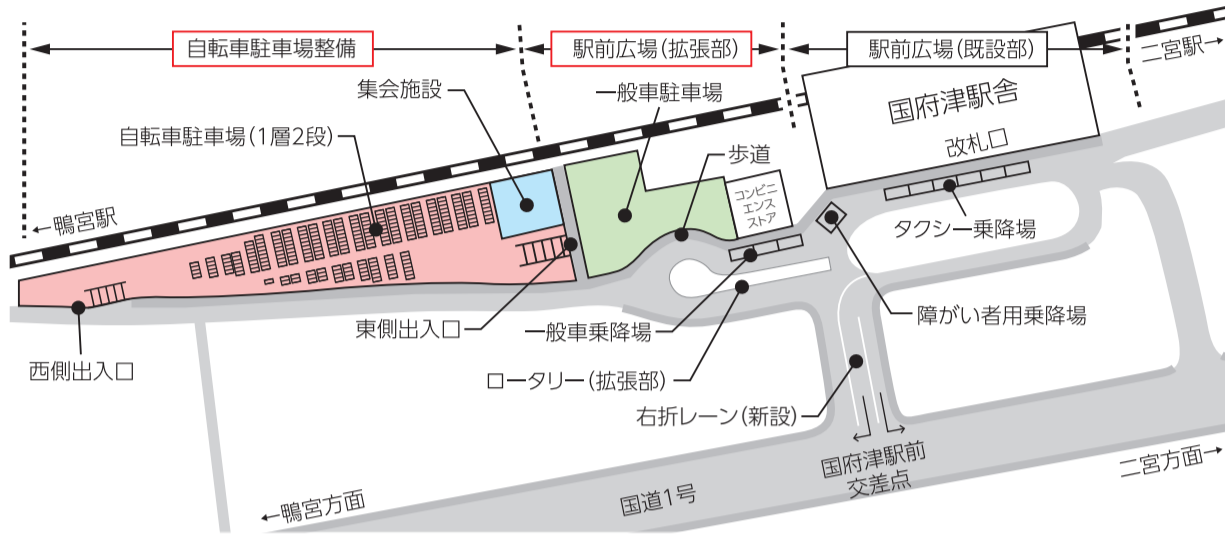 自転車駐車場整備
駅前広場(拡張部)
駅前広場(既設部)
二宮駅→
集会施設
一般車駐車場
国府津駅舎
自転車駐車場(1層2段)
歩道
改札口
コンビニ
エンス
ストア
←鴨宮駅
タクシー乗降場
障がい者用乗降場
東側出入口
一般車乗降場
西側出入口
ロータリー(拡張部)
右折レーン(新設)
国府津駅前
交差点
二宮方面→
国道1号
←鴨宮方面